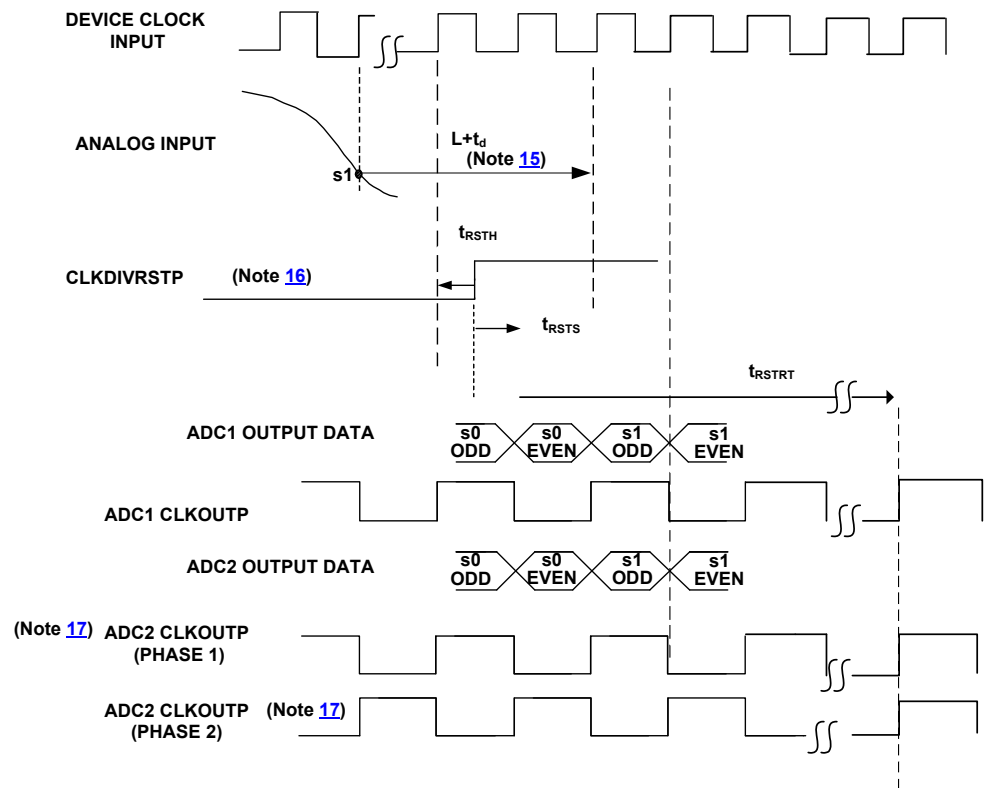 DEVICE CLOCK
INPUT
ANALOG INPUT
L+td
(Note 15)
s1
tRSTH
CLKDIVRSTP
(Note 16)
tRSTS
tRSTRT
ADC1 OUTPUT DATA
s0 s0 s1 s1
ODD EVEN ODD EVEN
ADC1 CLKOUTP
ADC2 OUTPUT DATA
s0 s0 s1 s1
ODD EVEN ODD EVEN
(Note 17) ADC2 CLKOUTP
(PHASE 1)
ADC2 CLKOUTP (Note 17)
(PHASE 2)